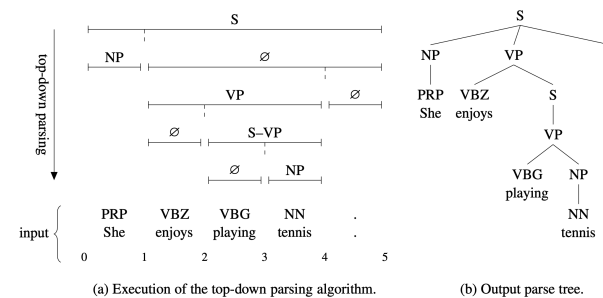 S
NP ∅
VP ∅
∅ S–VP
∅ NP
top-down parsing
input
PRP VBZ VBG NN .
She enjoys playing tennis .
0 1 2 3 4 5
(a) Execution of the top-down parsing algorithm.
S
NP VP
PRP VBZ S
She enjoys
VP
VBG NP
playing
NN
tennis
(b) Output parse tree.